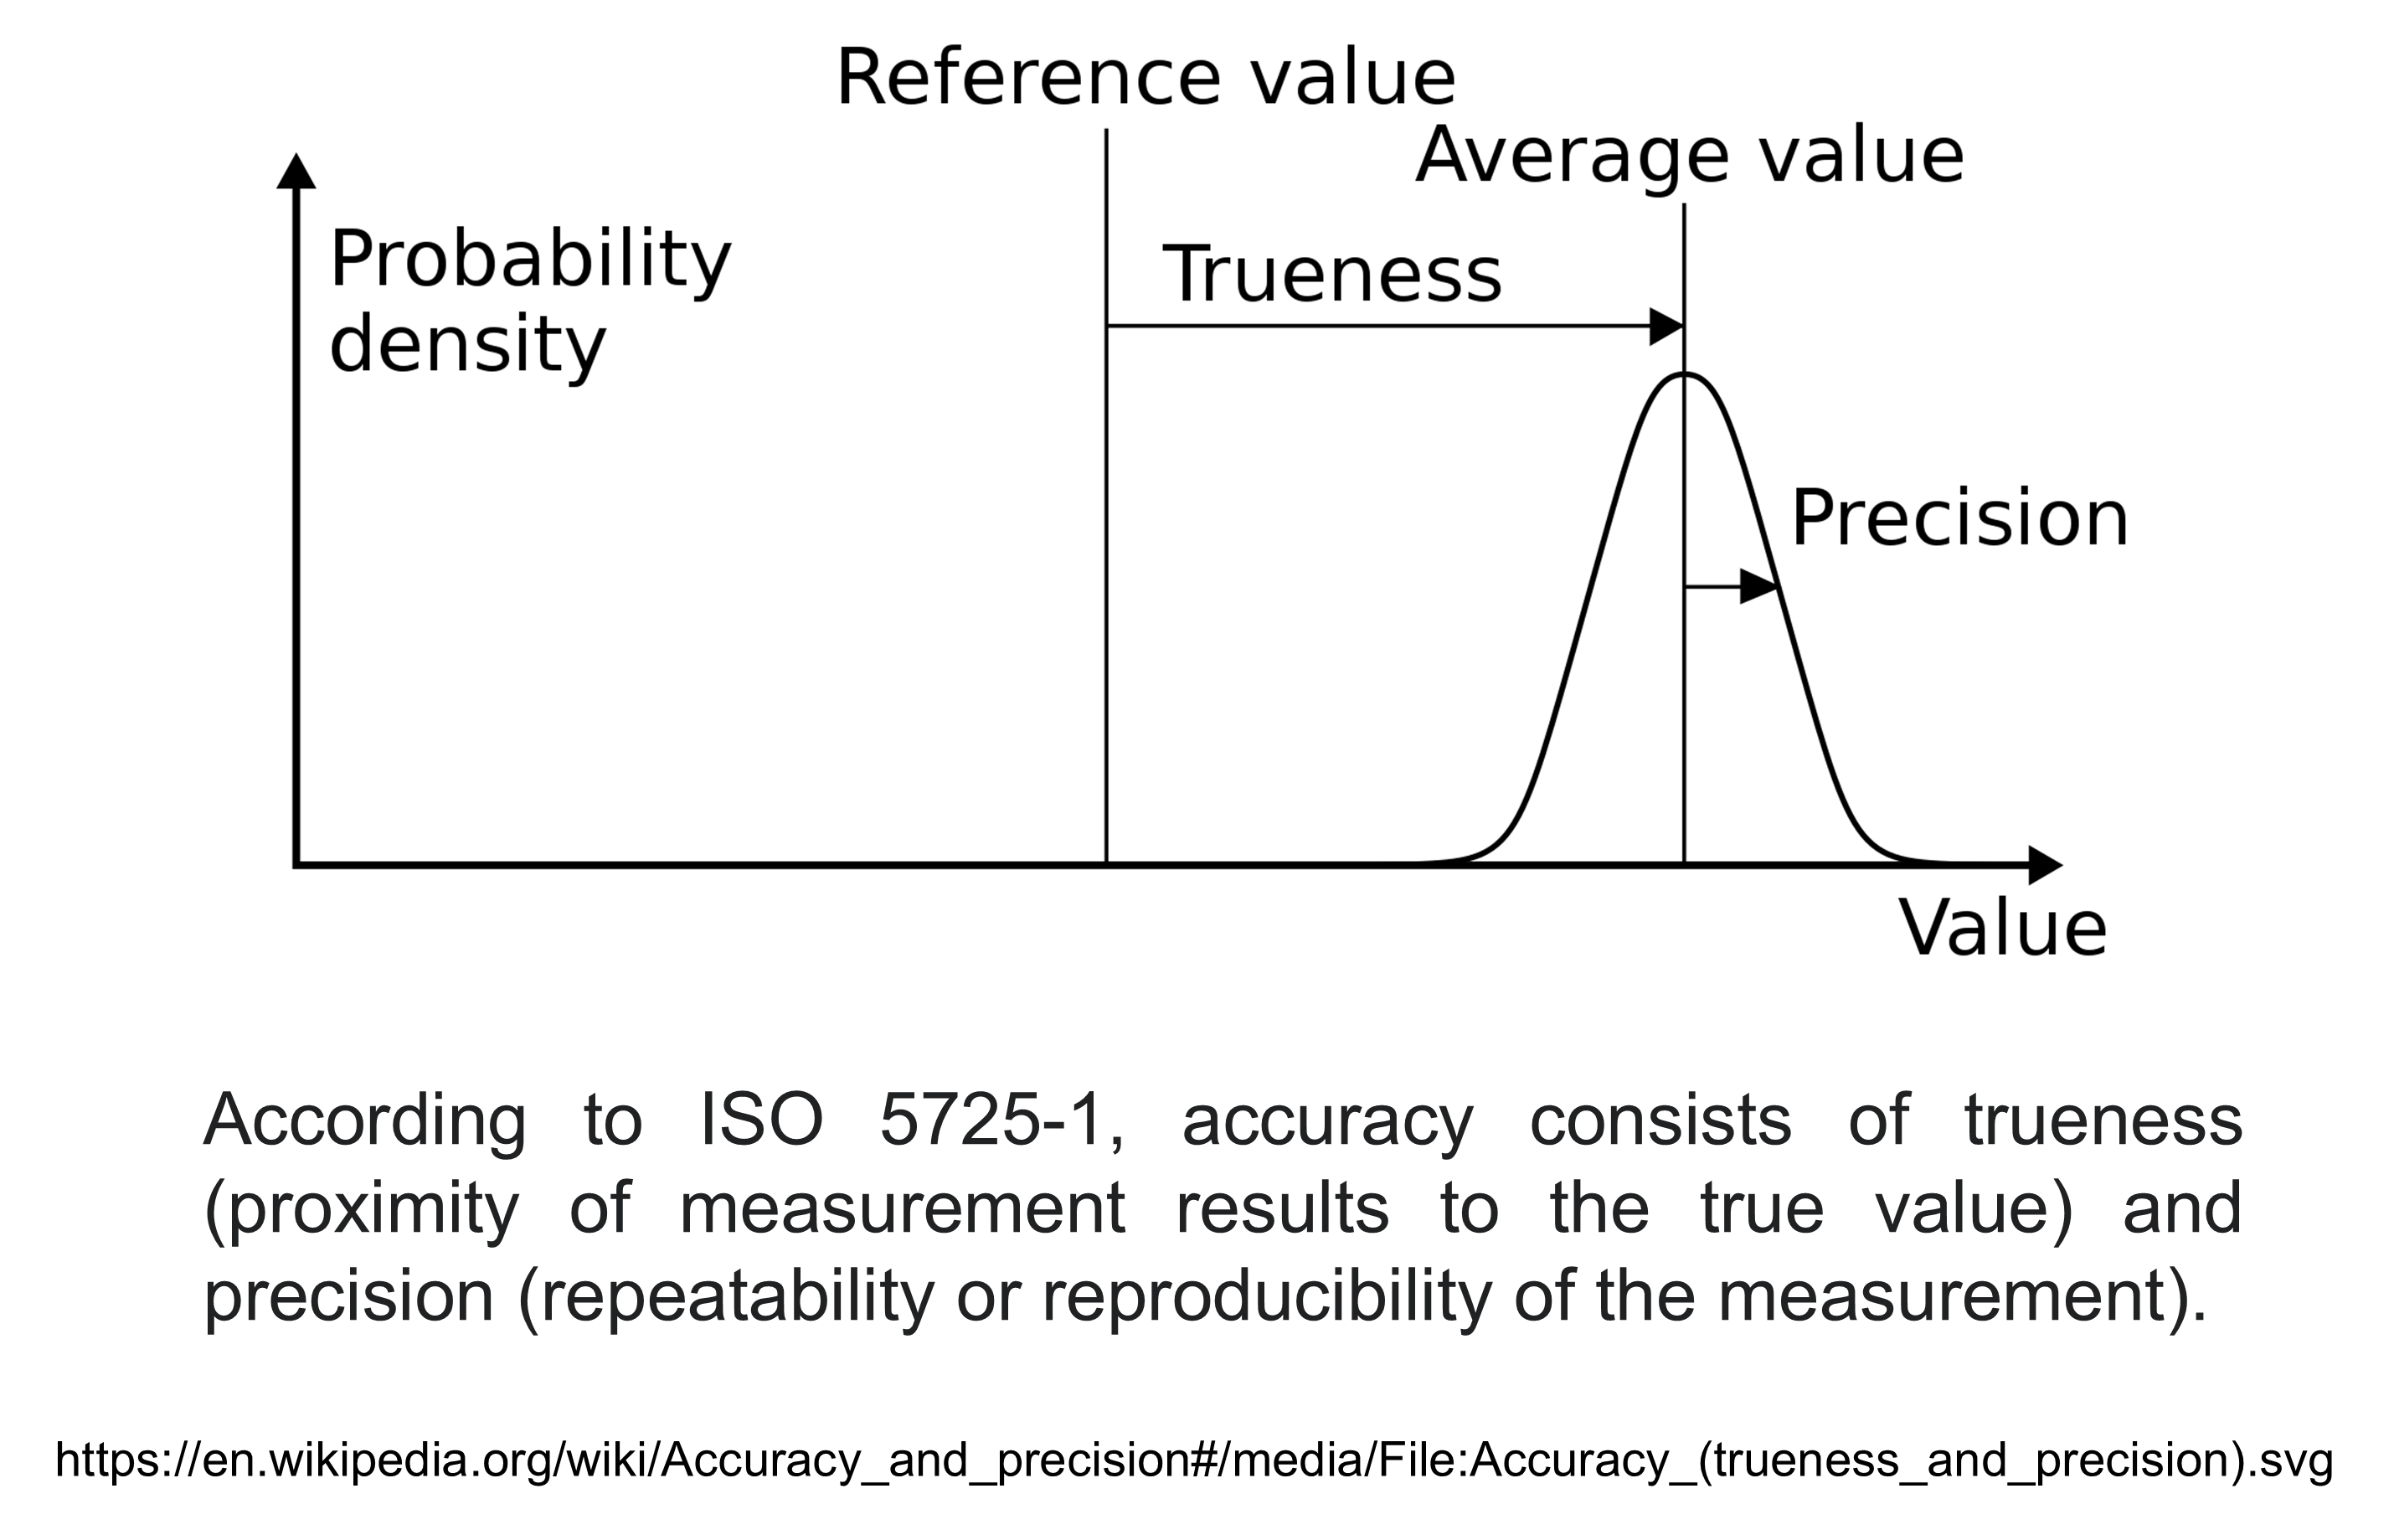 Reference value
Average value
Probability
density
Trueness
Precision
Value
According to ISO 5725-1, accuracy consists of trueness
(proximity of measurement results to the true value) and
precision (repeatability or reproducibility of the measurement).
https://en.wikipedia.org/wiki/Accuracy_and_precision#/media/File:Accuracy_(trueness_and_precision).svg